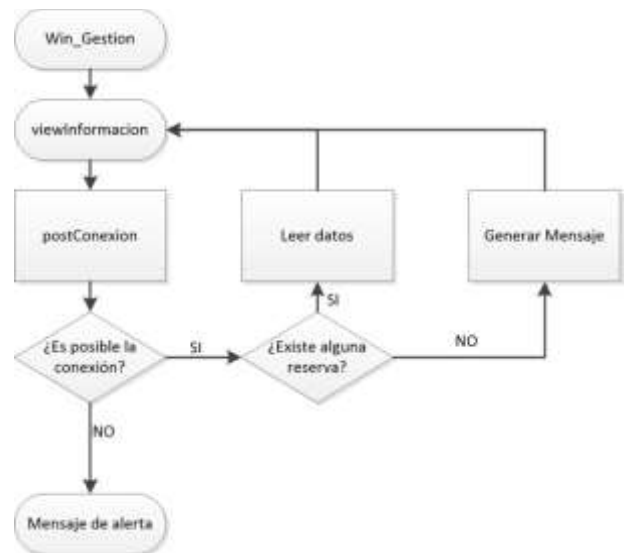 Win_Gestion
viewInformacion
postConexion
Leer datos
Generar Mensaje
SI
¿Es posible la
conexión?
SI
¿Existe alguna
reserva?
NO
NO
Mensaje de alerta